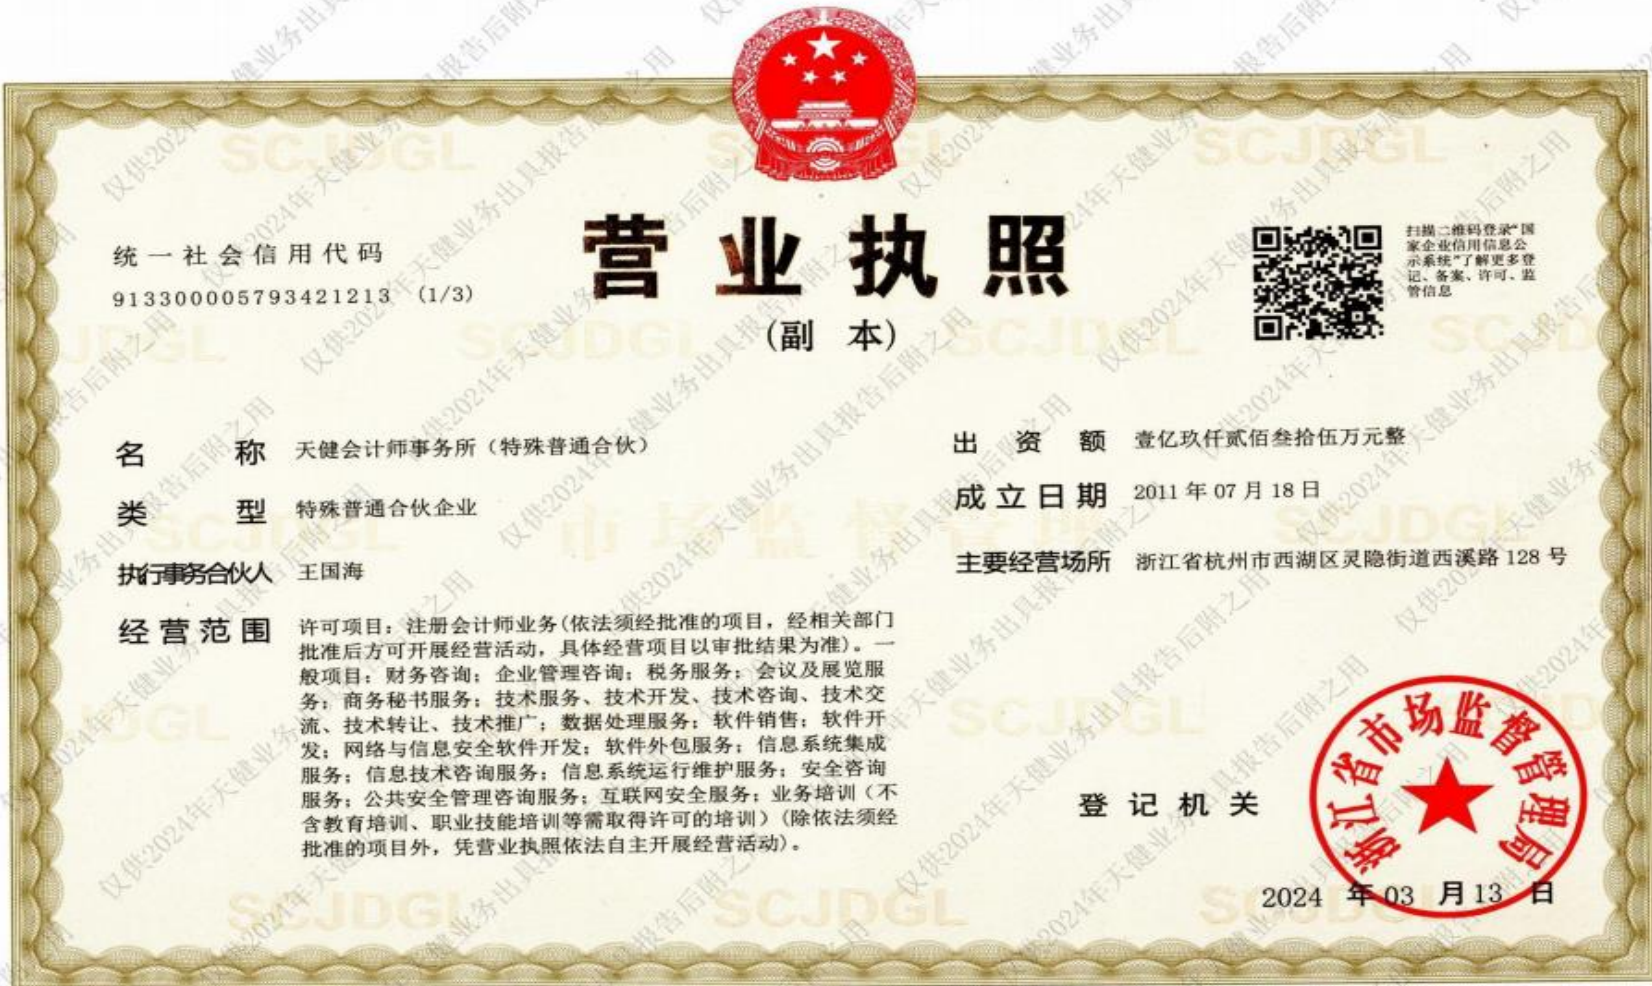 营业执照
(副 本)
统一社会信用代码
913300005793421213 (1/3)
扫描二维码登录“国
家企业信用信息公
示系统”了解更多登
记、备案、许可、监
管信息
名 称 天健会计师事务所（特殊普通合伙）
类 型 特殊普通合伙企业
执行事务合伙人 王国海
经营范围 许可项目：注册会计师业务(依法须经批准的项目，经相关部门
批准后方可开展经营活动，具体经营项目以审批结果为准)。一
般项目：财务咨询；企业管理咨询；税务服务；会议及展览服
务；商务秘书服务；技术服务、技术开发、技术咨询、技术交
流、技术转让、技术推广；数据处理服务；软件销售；软件开
发；网络与信息安全软件开发；软件外包服务；信息系统集成
服务；信息技术咨询服务；信息系统运行维护服务；安全咨询
服务；公共安全管理咨询服务；互联网安全服务；业务培训（不
含教育培训、职业技能培训等需取得许可的培训）(除依法须经
批准的项目外，凭营业执照依法自主开展经营活动)。
出 资 额 壹亿玖仟贰佰叁拾伍万元整
成立日期 2011 年 07 月 18 日
主要经营场所 浙江省杭州市西湖区灵隐街道西溪路 128 号
登记机关
浙江省市场监督管理局
2024 年 03 月 13 日
SCJDGL
市场监督管理
仅供2024年天健业务出具报告后附之用